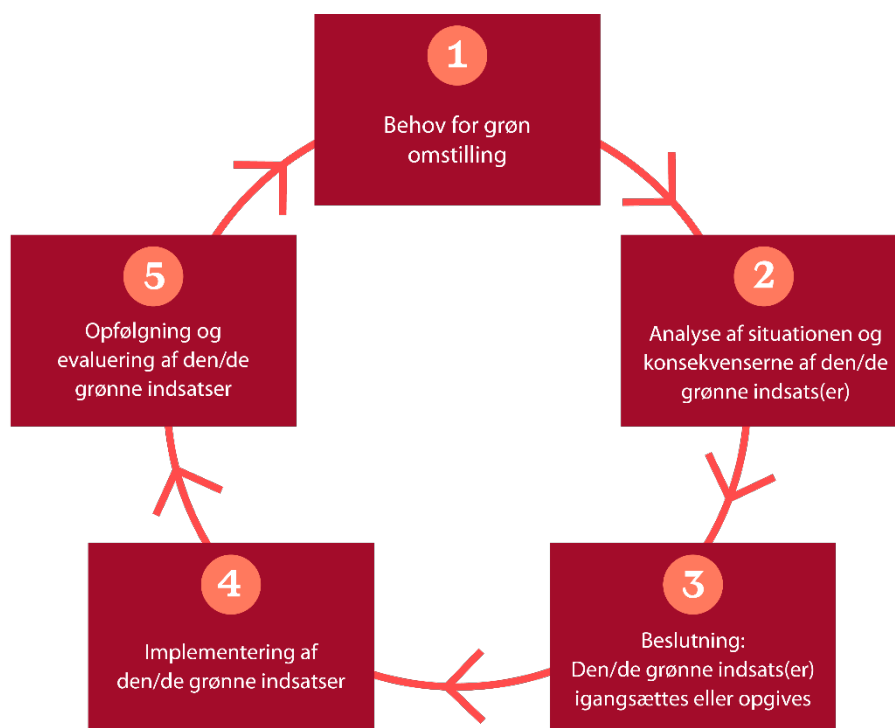 1
Behov for grøn
omstilling
2
Analyse af situationen og
konsekvenserne af den/de
grønne indsats(er)
3
Beslutning:
Den/de grønne indsats(er)
igangsættes eller opgives
4
Implementering af
den/de grønne indsatser
5
Opfølgning og
evaluering af den/de
grønne indsatser